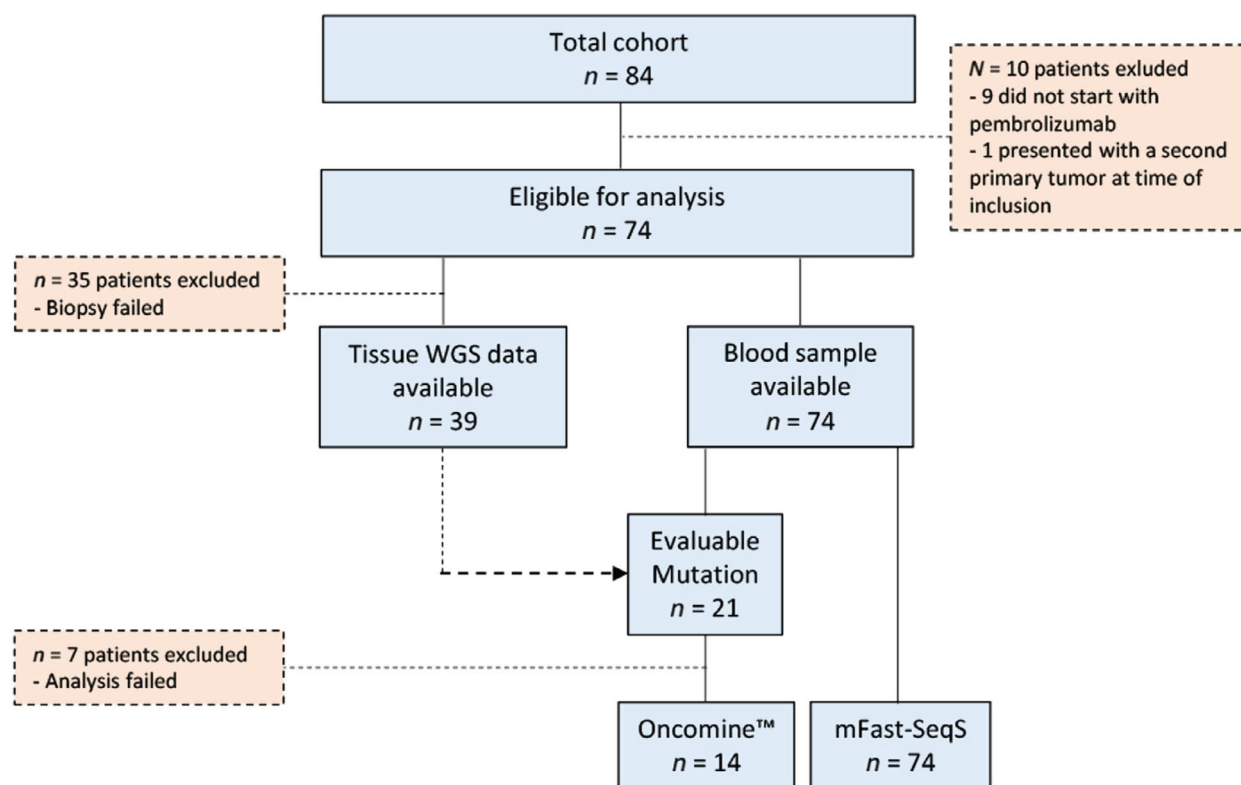 Total cohort
n = 84
N = 10 patients exluded
- 9 did not start with
pembrolizumab
- 1 presented with a second
primary tumor at time of
inclusion
Eligible for analysis
n = 74
n = 35 patients excluded
- Biopsy failed
Tissue WGS data
available
n = 39
Blood sample
available
n = 74
Evaluable
Mutation
n = 21
n = 7 patients excluded
- Analysis failed
Oncomine™
n = 14
mFast-SeqS
n = 74